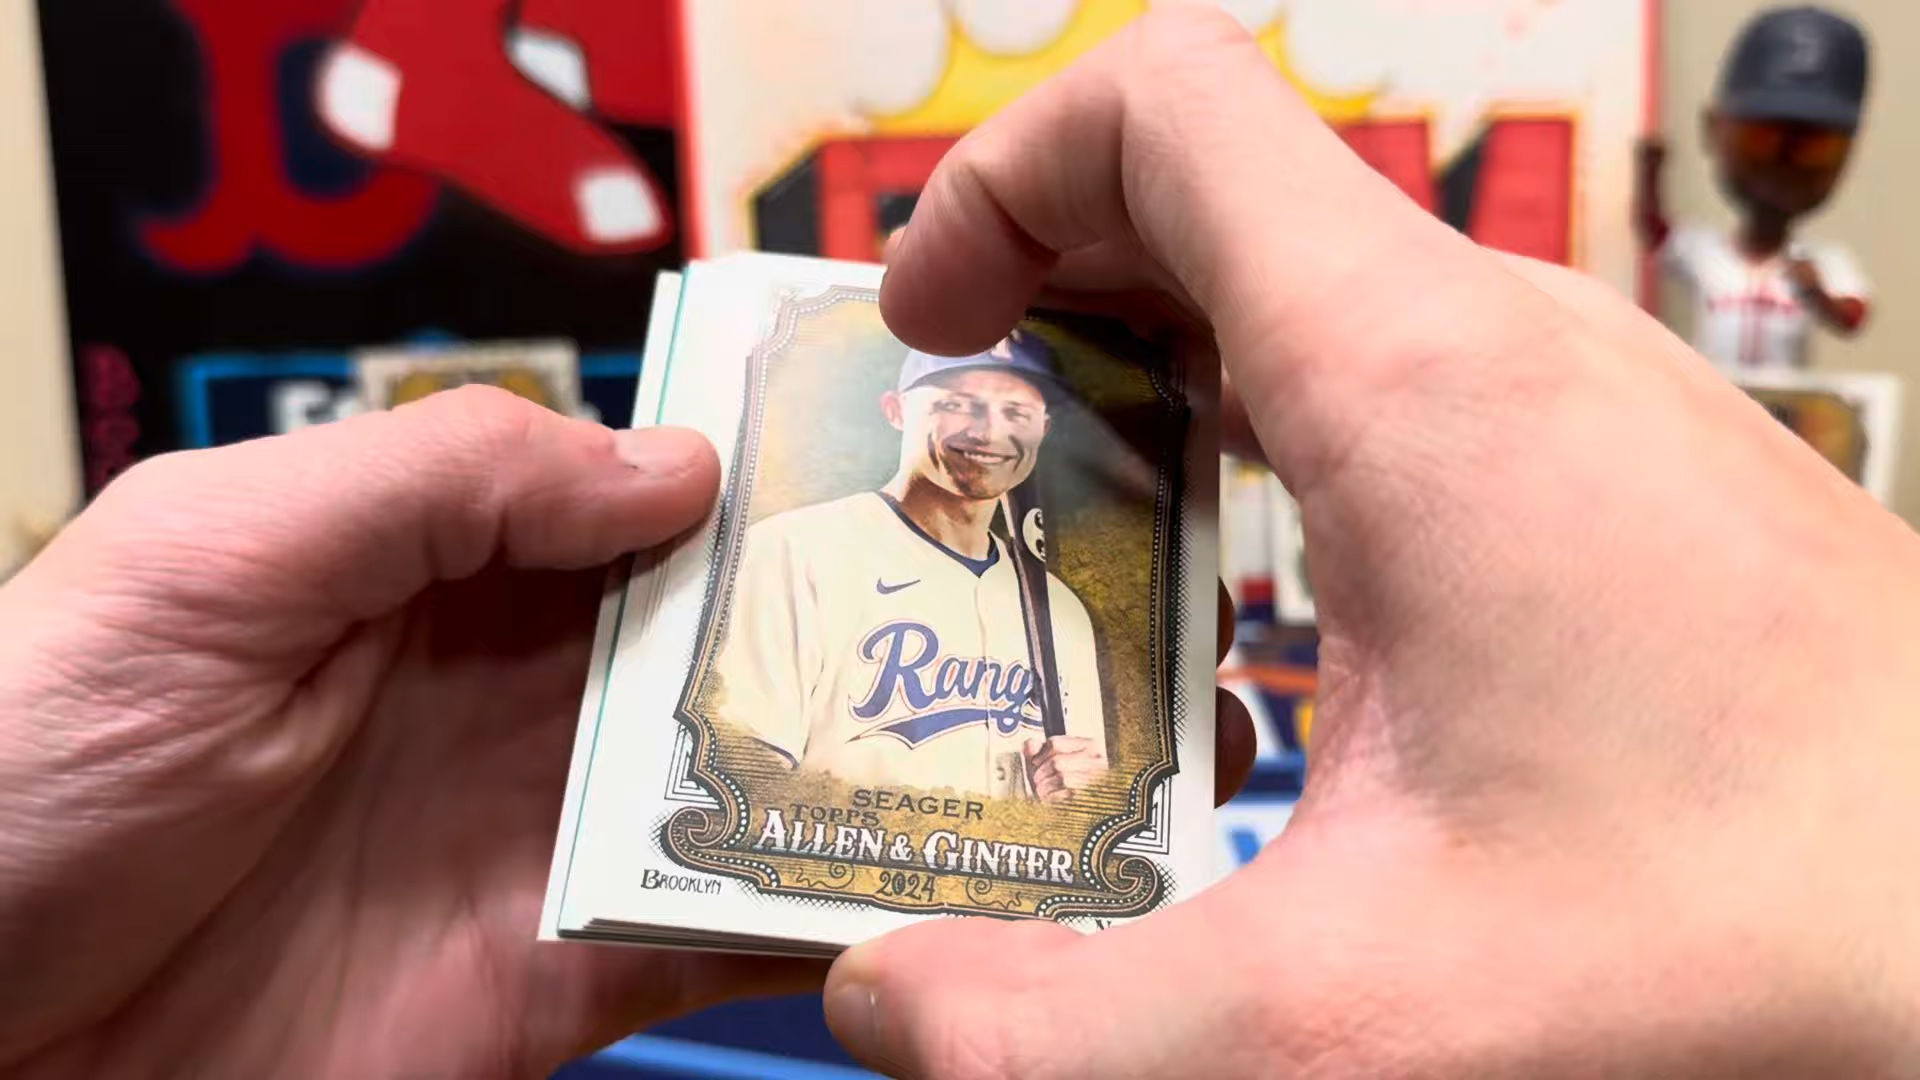 Rang
SEAGER
TOPPS
ALLEN & GINTER
BROOKLYN
2024